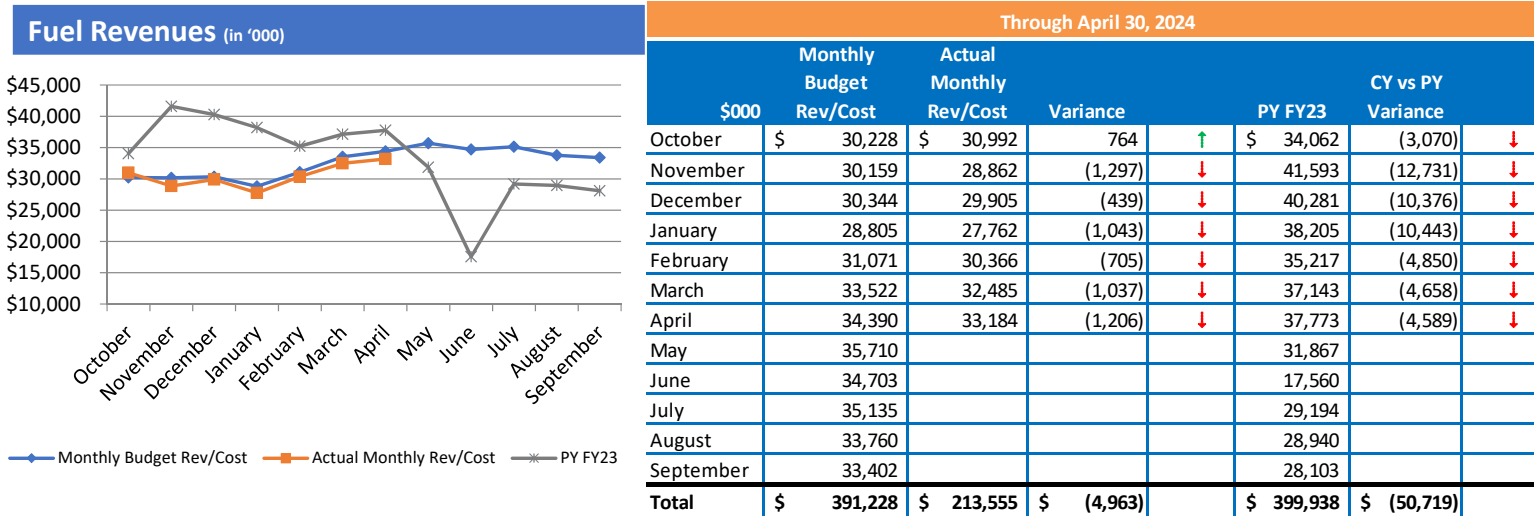 Fuel Revenues (in ‘000)
$45,000
$40,000
$35,000
$30,000
$25,000
$20,000
$15,000
$10,000
October
November
December
January
February
March
April
May
June
July
August
September
Monthly Budget Rev/Cost Actual Monthly Rev/Cost PY FY23
Through April 30, 2024
Monthly Actual
Budget Monthly CY vs PY
$000 Rev/Cost Rev/Cost Variance PY FY23 Variance
October $ 30,228 $ 30,992 764 ↑ $ 34,062 (3,070) ↓
November 30,159 28,862 (1,297) ↓ 41,593 (12,731) ↓
December 30,344 29,905 (439) ↓ 40,281 (10,376) ↓
January 28,805 27,762 (1,043) ↓ 38,205 (10,443) ↓
February 31,071 30,366 (705) ↓ 35,217 (4,850) ↓
March 33,522 32,485 (1,037) ↓ 37,143 (4,658) ↓
April 34,390 33,184 (1,206) ↓ 37,773 (4,589) ↓
May 35,710 31,867
June 34,703 17,560
July 35,135 29,194
August 33,760 28,940
September 33,402 28,103
Total $ 391,228 $ 213,555 $ (4,963) $ 399,938 $ (50,719)